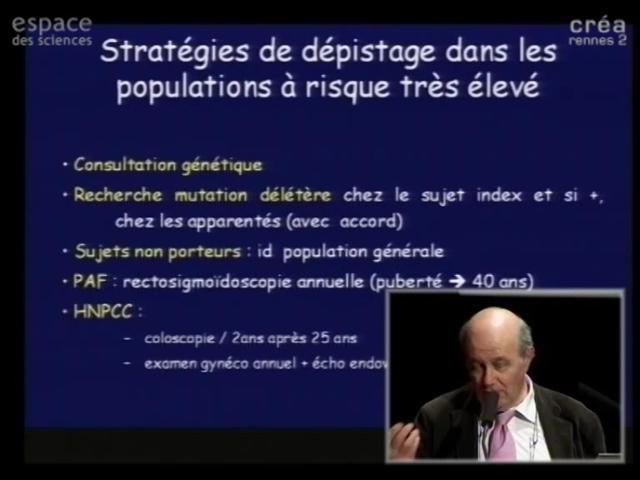 espace
des sciences
créa
rennes 2
Stratégies de dépistage dans les
populations à risque très élevé
• Consultation génétique
• Recherche mutation délétère chez le sujet index et si +,
chez les apparentés (avec accord)
• Sujets non porteurs : id population générale
• PAF : rectosigmoïdoscopie annuelle (puberté → 40 ans)
• HNPCC :
– coloscopie / 2ans après 25 ans
– examen gynéco annuel + écho